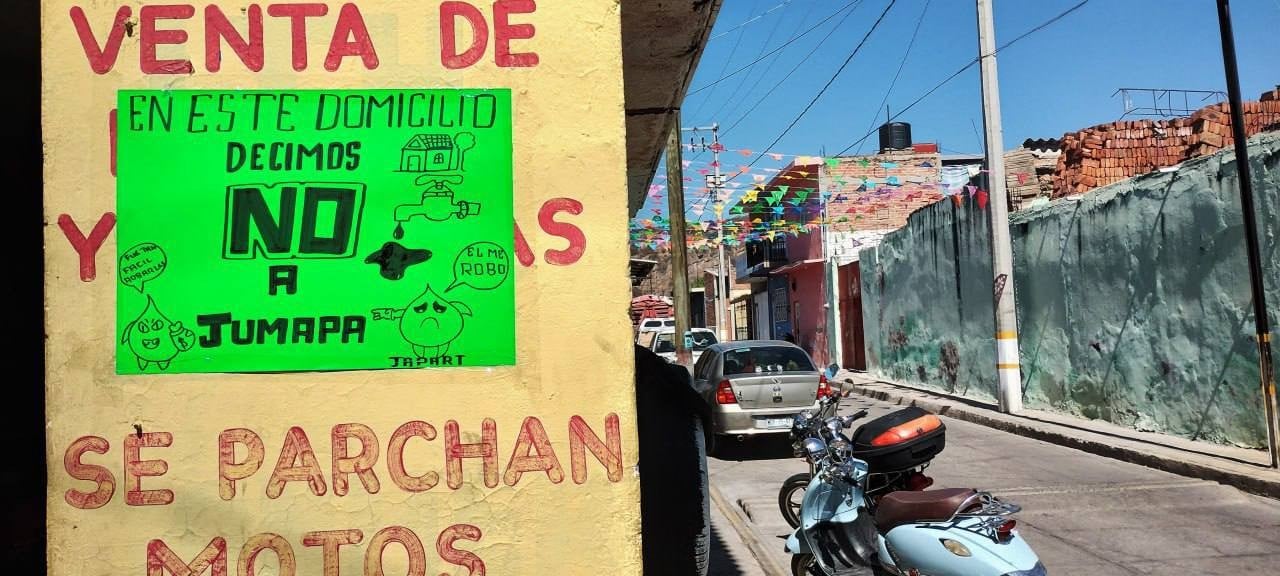 VENTA DE
EN ESTE DOMICILIO
DECIMOS
NO
A
JUMAPA
FUE TAN
FACIL
ROBARLES
EL ME
ROBO
JAPART
Y
AS
SE PARCHAN
MOTOS